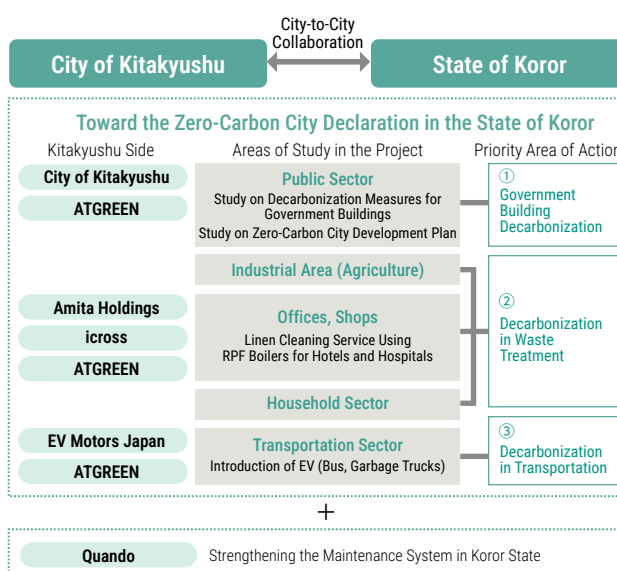 City-to-City
Collaboration
City of Kitakyushu
State of Koror
Toward the Zero-Carbon City Declaration in the State of Koror
Kitakyushu Side
Areas of Study in the Project
Priority Area of Action
City of Kitakyushu
ATGREEN
Public Sector
Study on Decarbonization Measures for
Government Buildings
Study on Zero-Carbon City Development Plan
①
Government
Building
Decarbonization
Industrial Area (Agriculture)
Amita Holdings
icross
ATGREEN
Offices, Shops
Linen Cleaning Service Using
RPF Boilers for Hotels and Hospitals
Household Sector
②
Decarbonization
in Waste
Treatment
EV Motors Japan
ATGREEN
Transportation Sector
Introduction of EV (Bus, Garbage Trucks)
③
Decarbonization
in Transportation
+
Quando
Strengthening the Maintenance System in Koror State